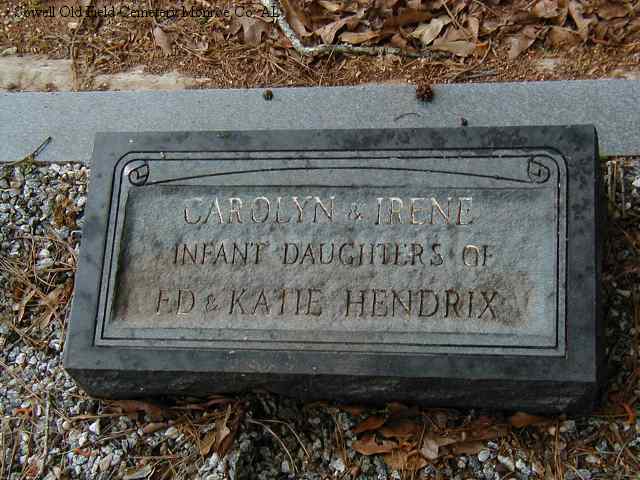 Sowell Old Field Cemetery Monroe Co, AL
CAROLYN & IRENE
INFANT DAUGHTERS OF
ED & KATIE HENDRIX